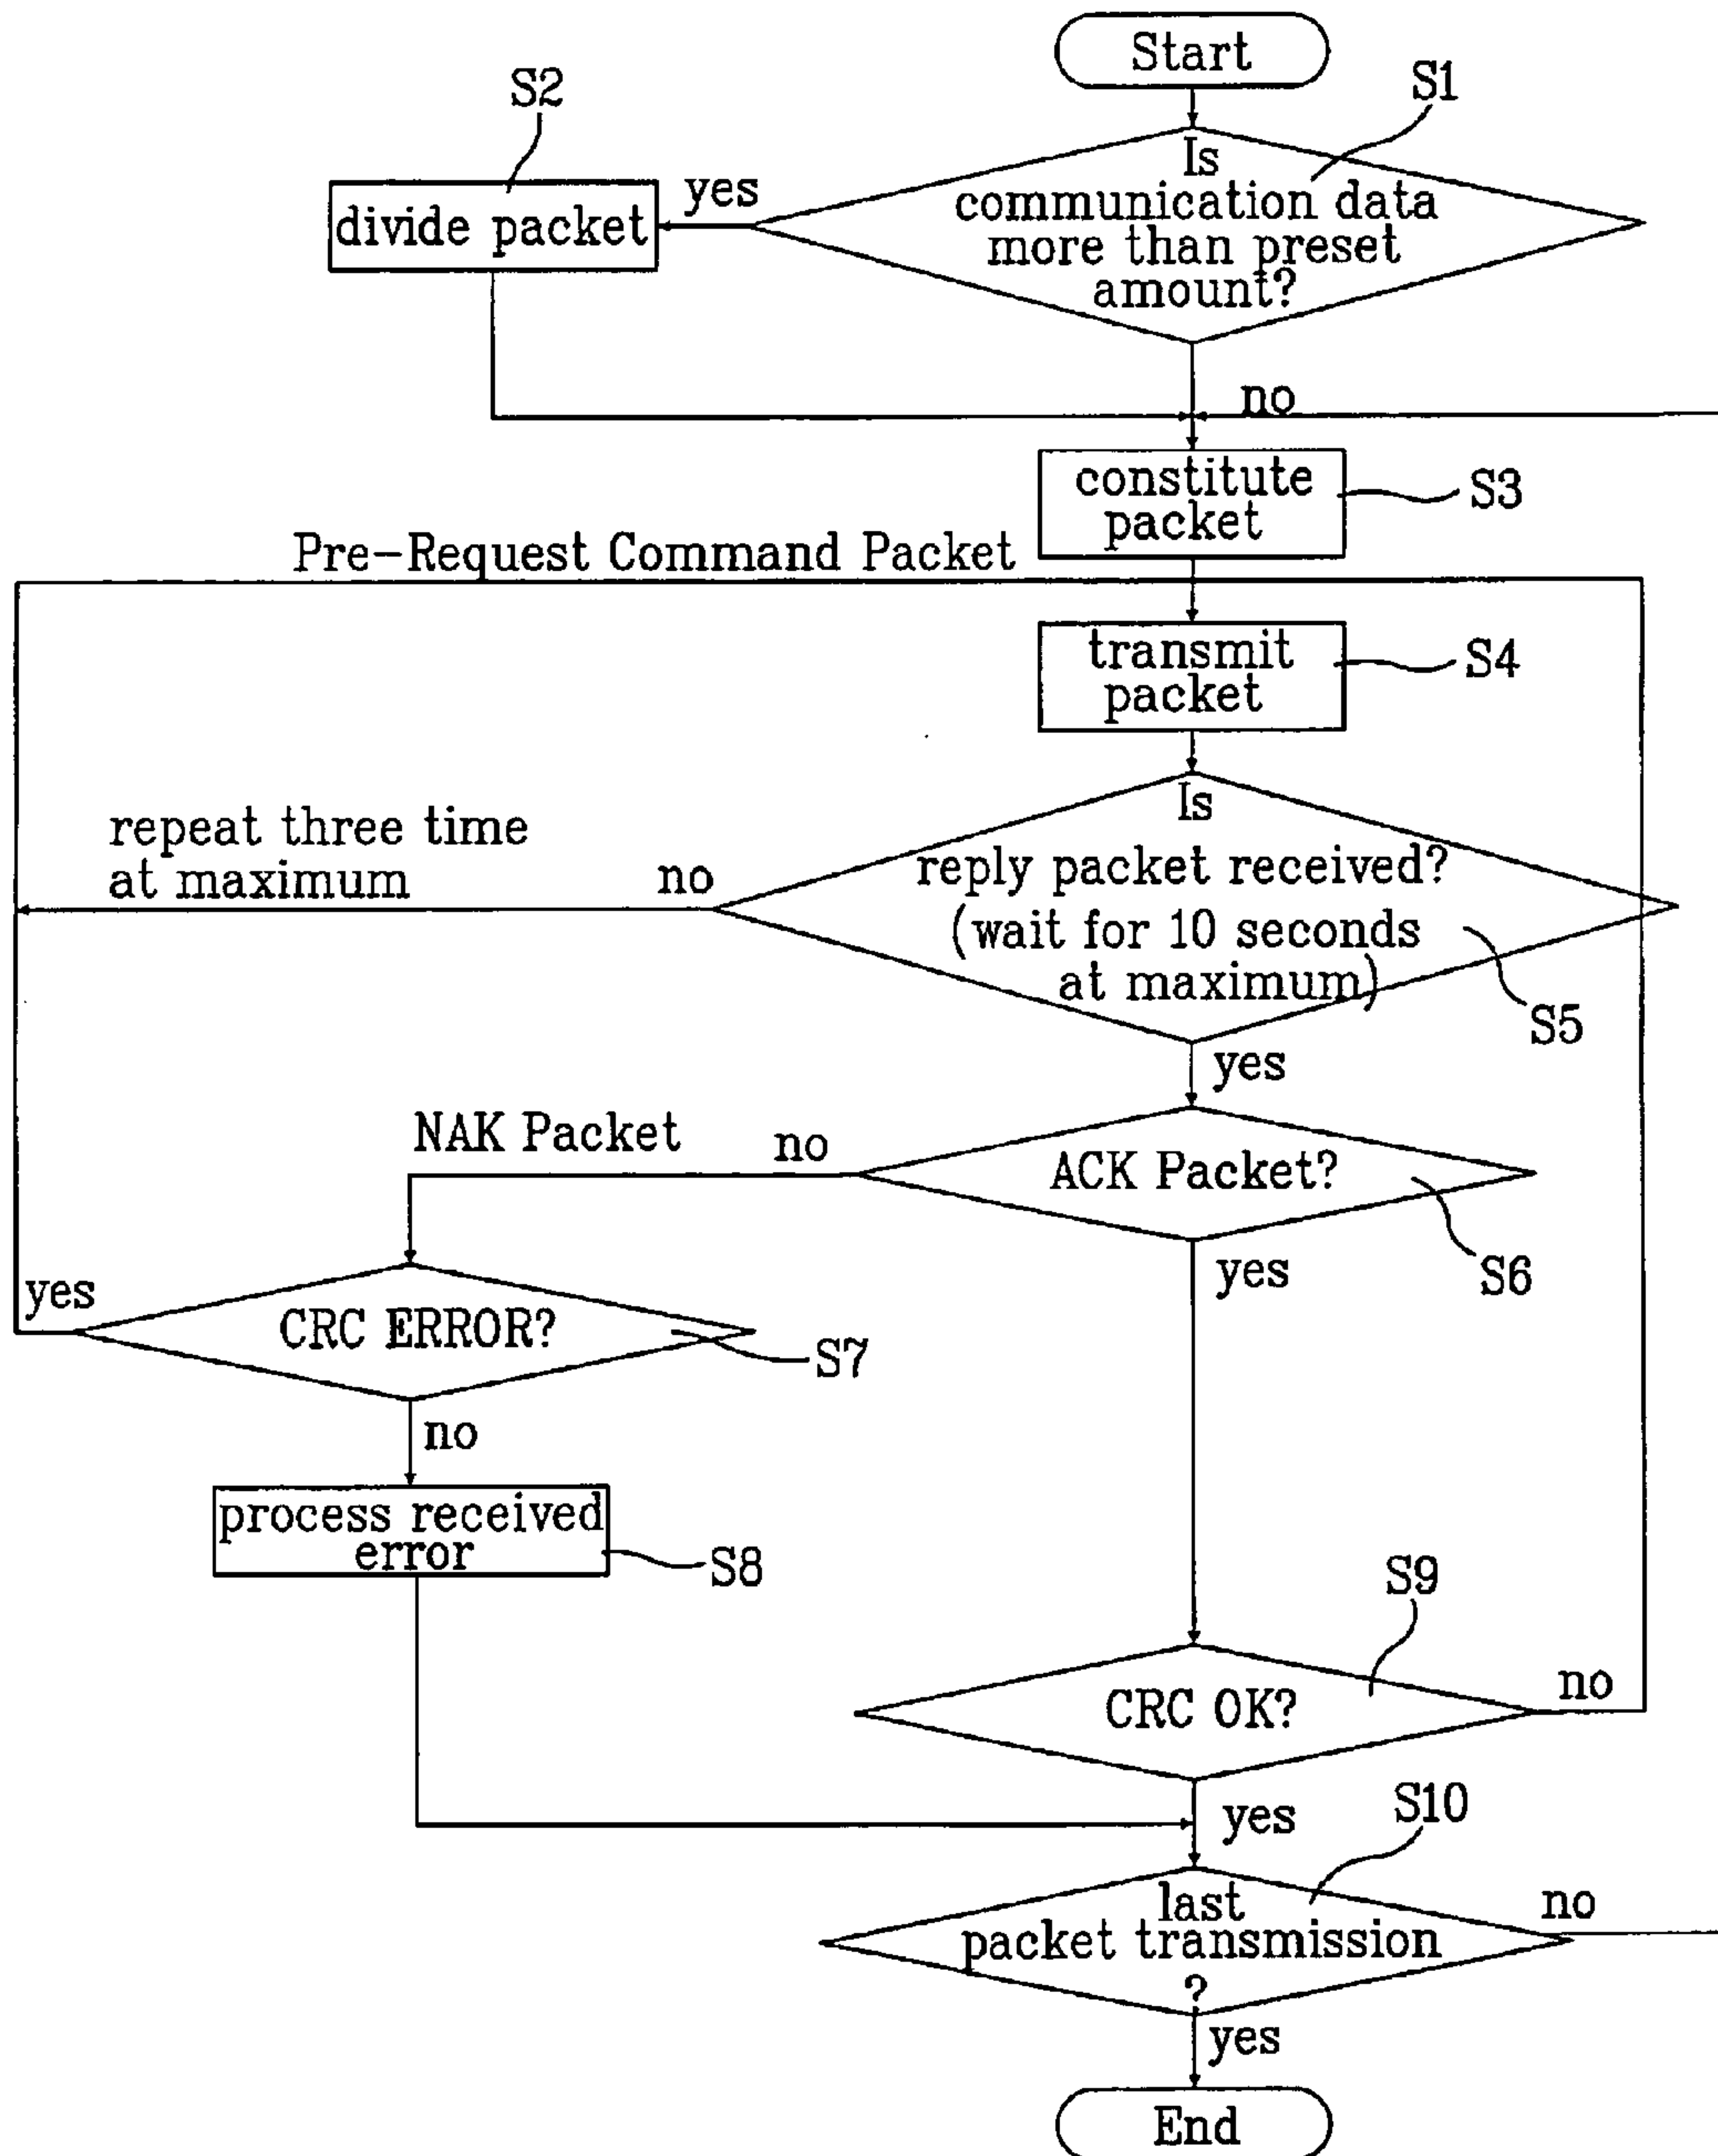 Start
S1
S2
Is
communication data
more than preset
amount?
yes
divide packet
no
constitute
packet
S3
Pre-Request Command Packet
transmit
packet
S4
Is
reply packet received?
(wait for 10 seconds
at maximum)
S5
repeat three time
at maximum
no
yes
ACK Packet?
S6
NAK Packet
no
yes
CRC ERROR?
S7
yes
no
process received
error
S8
S9
CRC OK?
no
yes
S10
last
packet transmission
?
no
yes
End